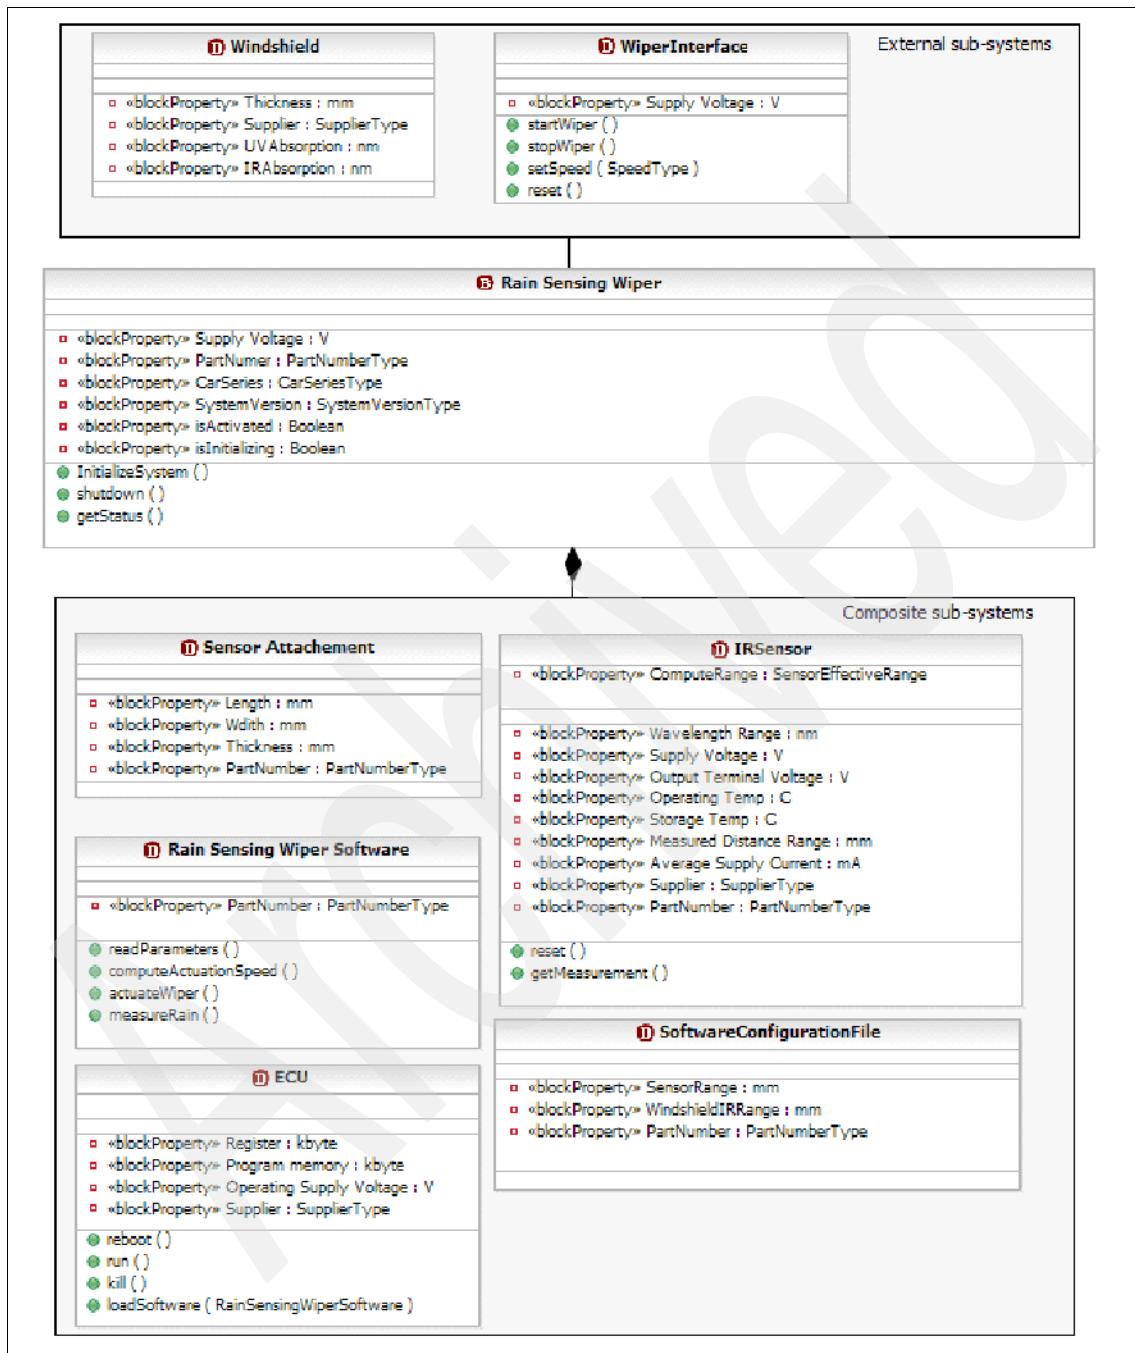 External sub-systems
Windshield
«blockProperty» Thickness : mm
«blockProperty» Supplier : SupplierType
«blockProperty» UVAbsorption : nm
«blockProperty» IRAbsorption : nm
WiperInterface
«blockProperty» Supply Voltage : V
startWiper ( )
stopWiper ( )
setSpeed ( SpeedType )
reset ( )
Rain Sensing Wiper
«blockProperty» Supply Voltage : V
«blockProperty» PartNumer : PartNumberType
«blockProperty» CarSeries : CarSeriesType
«blockProperty» SystemVersion : SystemVersionType
«blockProperty» isActivated : Boolean
«blockProperty» isInitializing : Boolean
InitializeSystem ( )
shutdown ( )
getStatus ( )
Composite sub-systems
Sensor Attachement
«blockProperty» Length : mm
«blockProperty» Wdith : mm
«blockProperty» Thickness : mm
«blockProperty» PartNumber : PartNumberType
IRSensor
«blockProperty» ComputeRange : SensorEffectiveRange
«blockProperty» Wavelength Range : nm
«blockProperty» Supply Voltage : V
«blockProperty» Output Terminal Voltage : V
«blockProperty» Operating Temp : C
«blockProperty» Storage Temp : C
«blockProperty» Measured Distance Range : mm
«blockProperty» Average Supply Current : mA
«blockProperty» Supplier : SupplierType
«blockProperty» PartNumber : PartNumberType
reset ( )
getMeasurement ( )
Rain Sensing Wiper Software
«blockProperty» PartNumber : PartNumberType
readParameters ( )
computeActuationSpeed ( )
actuateWiper ( )
measureRain ( )
SoftwareConfigurationFile
«blockProperty» SensorRange : mm
«blockProperty» WindshieldIRRange : mm
«blockProperty» PartNumber : PartNumberType
ECU
«blockProperty» Register : kbyte
«blockProperty» Program memory : kbyte
«blockProperty» Operating Supply Voltage : V
«blockProperty» Supplier : SupplierType
reboot ( )
run ( )
kill ( )
loadSoftware ( RainSensingWiperSoftware )
Archived